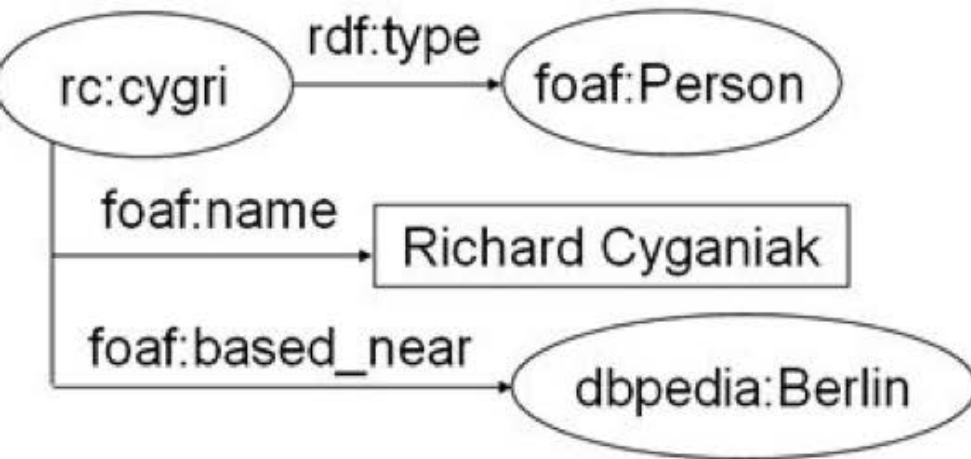 rdf:type
rc:cygri
foaf:Person
foaf:name
Richard Cyganiak
foaf:based_near
dbpedia:Berlin